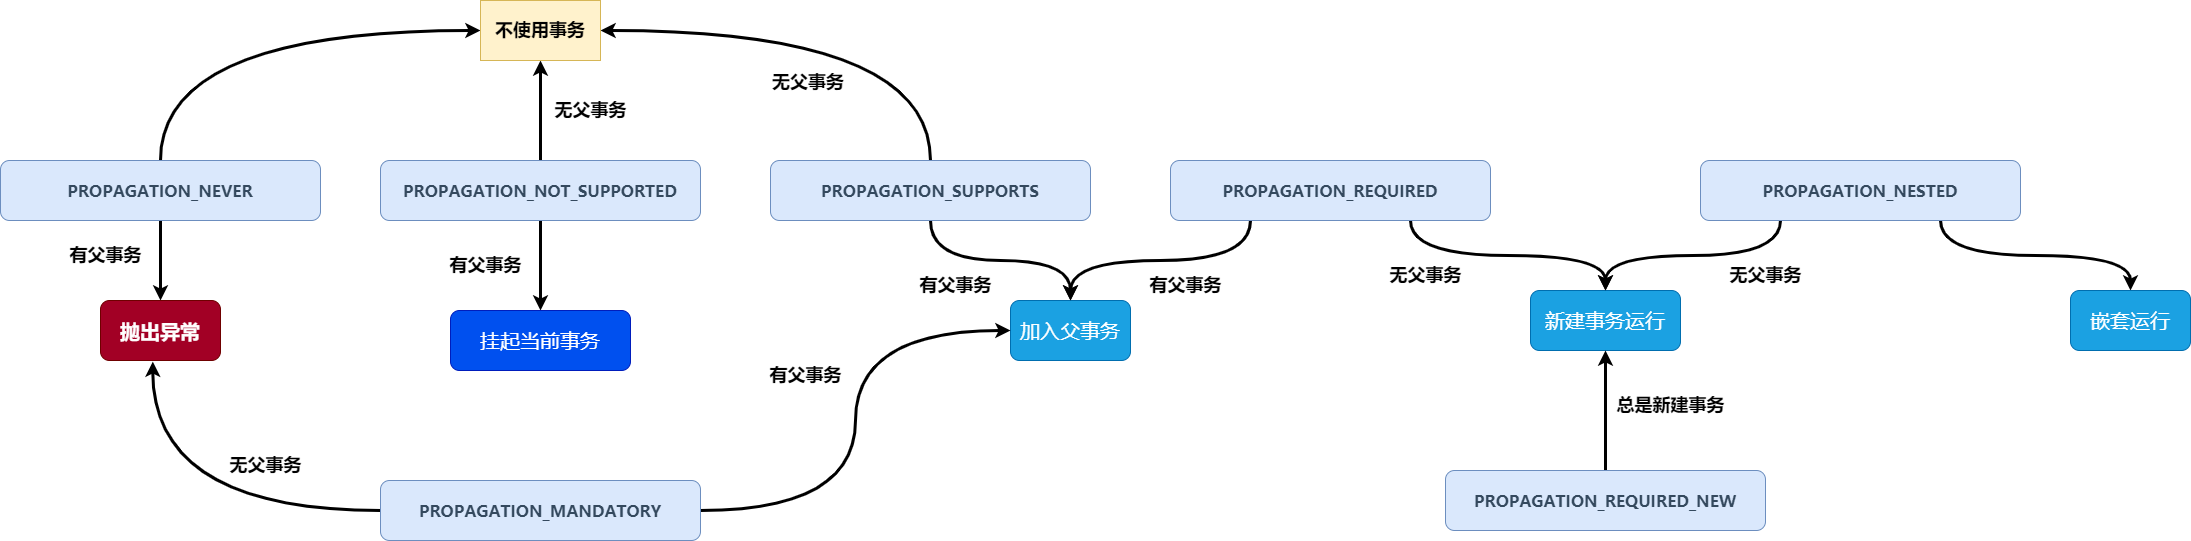 不使用事务
无父事务
无父事务
PROPAGATION_NEVER
PROPAGATION_NOT_SUPPORTED
PROPAGATION_SUPPORTS
PROPAGATION_REQUIRED
PROPAGATION_NESTED
有父事务
有父事务
有父事务
有父事务
无父事务
无父事务
抛出异常
挂起当前事务
加入父事务
新建事务运行
嵌套运行
有父事务
总是新建事务
无父事务
PROPAGATION_MANDATORY
PROPAGATION_REQUIRED_NEW